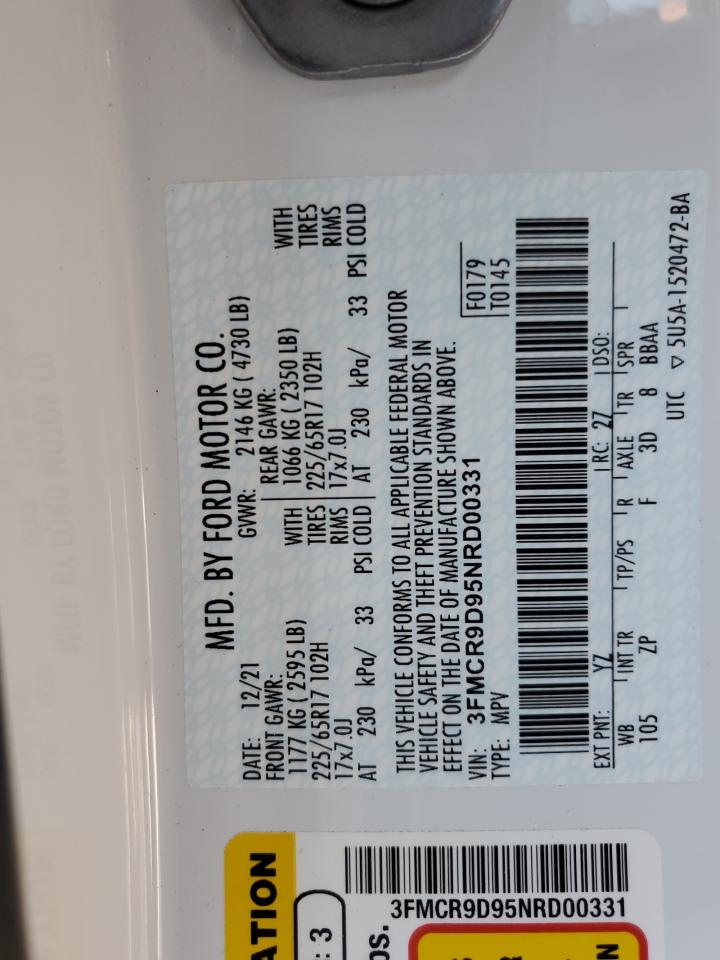 MFD. BY FORD MOTOR CO.
DATE: 12/21 GVWR: 2146 KG ( 4730 LB)
FRONT GAWR: REAR GAWR:
1177 KG ( 2595 LB) WITH 1066 KG ( 2350 LB) WITH
225/65R17 102H TIRES 225/65R17 102H TIRES
17x7.0J RIMS 17x7.0J RIMS
AT 230 kPa/ 33 PSI COLD AT 230 kPa/ 33 PSI COLD
THIS VEHICLE CONFORMS TO ALL APPLICABLE FEDERAL MOTOR
VEHICLE SAFETY AND THEFT PREVENTION STANDARDS IN
EFFECT ON THE DATE OF MANUFACTURE SHOWN ABOVE.
VIN: 3FMCR9D95NRD00331 F0179
TYPE: MPV T0145
EXT PNT: YZ RC: 27 DSO:
WB INT TR TP/PS R AXLE TR SPR
105 ZP F 3D 8 BBAA
UTC ▽ 5U5A-1520472-BA
ATION
: 3
3FMCR9D95NRD00331